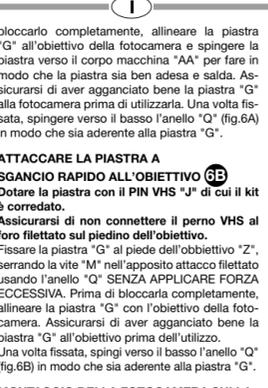 I
bloccarlo completamente, allineare la piastra
"G" all'obiettivo della fotocamera e spingere la
piastra verso il corpo macchina "AA" per fare in
modo che la piastra sia ben adesa e salda. As-
sicurarsi di aver agganciato bene la piastra "G"
alla fotocamera prima di utilizzarla. Una volta fis-
sata, spingere verso il basso l'anello "Q" (fig.6A)
in modo che sia aderente alla piastra "G".
ATTACCARE LA PIASTRA A
SGANCIO RAPIDO ALL'OBIETTIVO 6B
Dotare la piastra con il PIN VHS "J" di cui il kit
è corredato.
Assicurarsi di non connettere il perno VHS al
foro filettato sul piedino dell'obiettivo.
Fissare la piastra "G" al piede dell'obbiettivo "Z",
serrando la vite "M" nell'apposito attacco filettato
usando l'anello "Q" SENZA APPLICARE FORZA
ECCESSIVA. Prima di bloccarla completamente,
allineare la piastra "G" con l'obiettivo della foto-
camera. Assicurarsi di aver agganciato bene la
piastra "G" all'obiettivo prima dell'utilizzo.
Una volta fissata, spingi verso il basso l'anello "Q"
(fig.6B) in modo che sia aderente alla piastra "G".